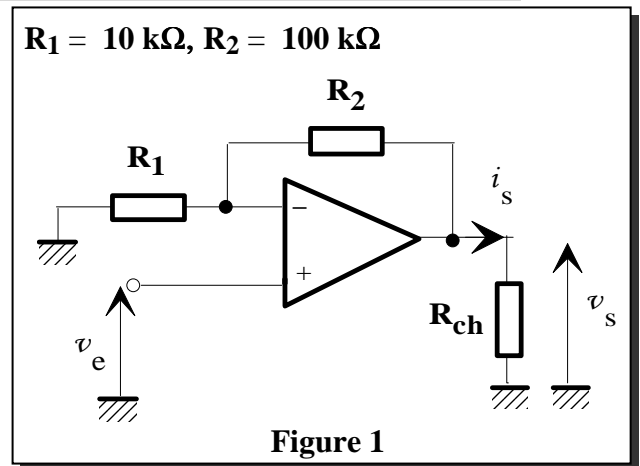 R1 = 10 kΩ, R2 = 100 kΩ
R2
R1
is
−
+
ve
Rch
vs
Figure 1